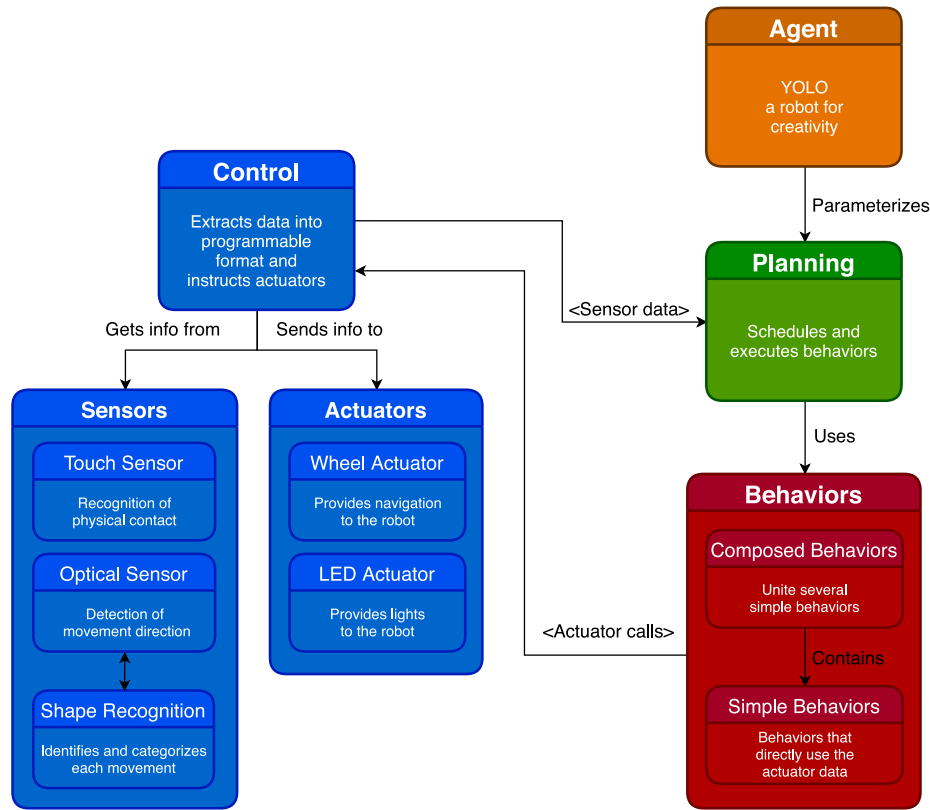 Agent
YOLO
a robot for
creativity
Parameterizes
Control
Extracts data into
programmable
format and
instructs actuators
Planning
Schedules and
executes behaviors
<Sensor data>
Gets info from
Sends info to
Uses
Sensors
Touch Sensor
Recognition of
physical contact
Optical Sensor
Detection of
movement direction
Shape Recognition
Identifies and categorizes
each movement
Actuators
Wheel Actuator
Provides navigation
to the robot
LED Actuator
Provides lights
to the robot
<Actuator calls>
Behaviors
Composed Behaviors
Unite several
simple behaviors
Contains
Simple Behaviors
Behaviors that
directly use the
actuator data